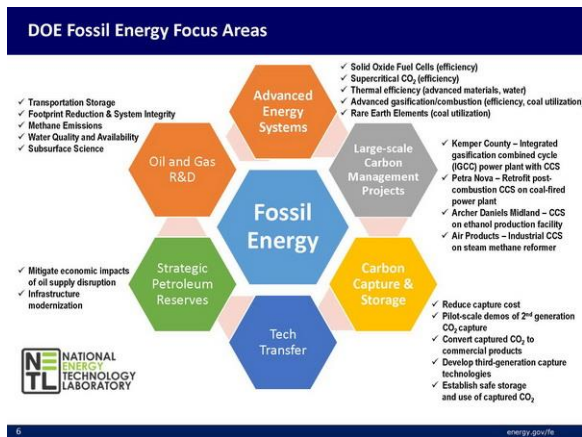 DOE Fossil Energy Focus Areas
✓ Solid Oxide Fuel Cells (efficiency)
✓ Supercritical CO₂ (efficiency)
✓ Thermal efficiency (advanced materials, water)
✓ Advanced gasification/combustion (efficiency, coal utilization)
✓ Rare Earth Elements (coal utilization)
Advanced
Energy
Systems
✓ Transportation Storage
✓ Footprint Reduction & System Integrity
✓ Methane Emissions
✓ Water Quality and Availability
✓ Subsurface Science
Oil and Gas
R&D
Large-scale
Carbon
Management
Projects
✓ Kemper County – Integrated
gasification combined cycle
(IGCC) power plant with CCS
✓ Petra Nova – Retrofit post-
combustion CCS on coal-fired
power plant
✓ Archer Daniels Midland – CCS
on ethanol production facility
✓ Air Products – Industrial CCS
on steam methane reformer
Fossil
Energy
Strategic
Petroleum
Reserves
✓ Mitigate economic impacts
of oil supply disruption
✓ Infrastructure
modernization
Carbon
Capture &
Storage
✓ Reduce capture cost
✓ Pilot-scale demos of 2nd generation
CO₂ capture
✓ Convert captured CO₂ to
commercial products
✓ Develop third-generation capture
technologies
✓ Establish safe storage
and use of captured CO₂
Tech
Transfer
NETL
NATIONAL
ENERGY
TECHNOLOGY
LABORATORY
6
energy.gov/fe